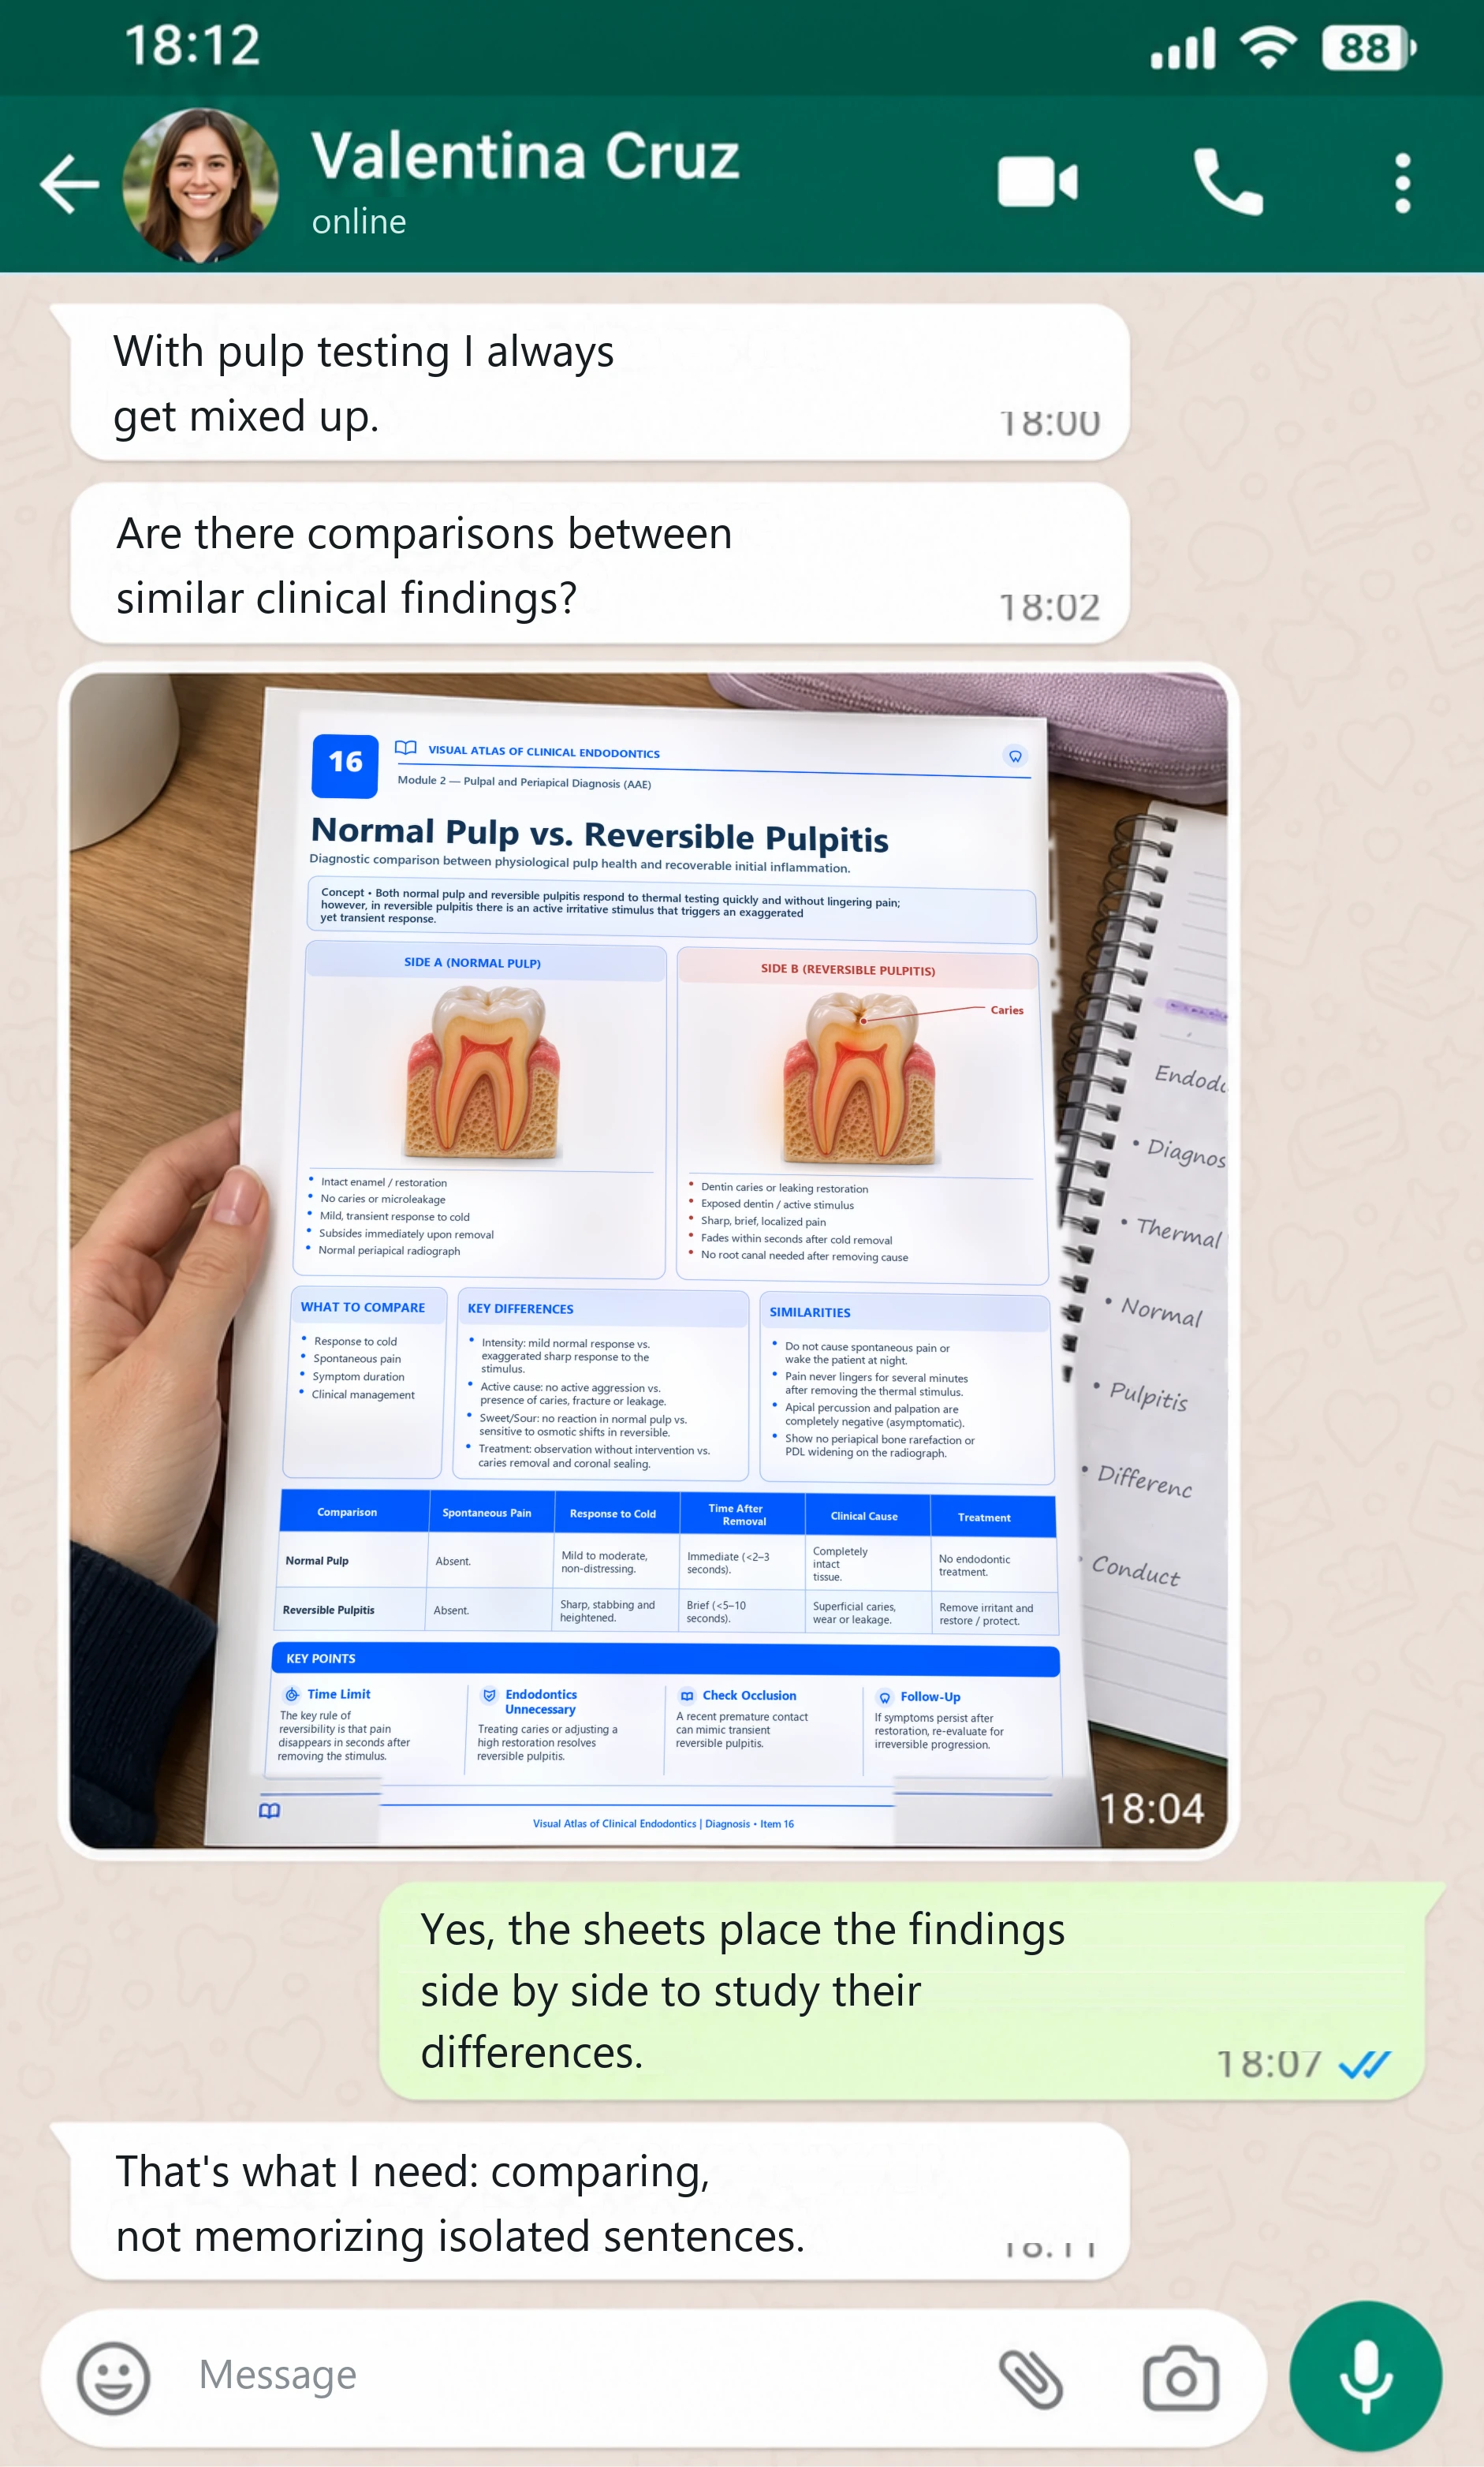 18:12
88
Valentina Cruz
online
With pulp testing I always
get mixed up.
18:00
Are there comparisons between
similar clinical findings?
18:02
16
VISUAL ATLAS OF CLINICAL ENDODONTICS
Module 2 — Pulpal and Periapical Diagnosis (AAE)
Normal Pulp vs. Reversible Pulpitis
Diagnostic comparison between physiological pulp health and recoverable initial inflammation.
Concept • Both normal pulp and reversible pulpitis respond to thermal testing quickly and without lingering pain;
however, in reversible pulpitis there is an active irritative stimulus that triggers an exaggerated
yet transient response.
SIDE A (NORMAL PULP)
• Intact enamel / restoration
• No caries or microleakage
• Mild, transient response to cold
• Subsides immediately upon removal
• Normal periapical radiograph
SIDE B (REVERSIBLE PULPITIS)
Caries
• Dentin caries or leaking restoration
• Exposed dentin / active stimulus
• Sharp, brief, localized pain
• Fades within seconds after cold removal
• No root canal needed after removing cause
WHAT TO COMPARE
• Response to cold
• Spontaneous pain
• Symptom duration
• Clinical management
KEY DIFFERENCES
• Intensity: mild normal response vs.
exaggerated sharp response to the
stimulus.
• Active cause: no active aggression vs.
presence of caries, fracture or leakage.
• Sweet/Sour: no reaction in normal pulp vs.
sensitive to osmotic shifts in reversible.
• Treatment: observation without intervention vs.
caries removal and coronal sealing.
SIMILARITIES
• Do not cause spontaneous pain or
wake the patient at night.
• Pain never lingers for several minutes
after removing the thermal stimulus.
• Apical percussion and palpation are
completely negative (asymptomatic).
• Show no periapical bone rarefaction or
PDL widening on the radiograph.
Comparison
Spontaneous Pain
Response to Cold
Time After
Removal
Clinical Cause
Treatment
Normal Pulp
Absent.
Mild to moderate,
non-distressing.
Immediate (<2–3
seconds).
Completely
intact
tissue.
No endodontic
treatment.
Reversible Pulpitis
Absent.
Sharp, stabbing and
heightened.
Brief (<5–10
seconds).
Superficial caries,
wear or leakage.
Remove irritant and
restore / protect.
KEY POINTS
Time Limit
The key rule of
reversibility is that pain
disappears in seconds after
removing the stimulus.
Endodontics
Unnecessary
Treating caries or adjusting a
high restoration resolves
reversible pulpitis.
Check Occlusion
A recent premature contact
can mimic transient
reversible pulpitis.
Follow-Up
If symptoms persist after
restoration, re-evaluate for
irreversible progression.
Visual Atlas of Clinical Endodontics | Diagnosis • Item 16
• Diagnos
• Thermal
• Normal
• Pulpitis
• Differenc
• Conduct
18:04
Yes, the sheets place the findings
side by side to study their
differences.
18:07
That's what I need: comparing,
not memorizing isolated sentences.
18:11
Message